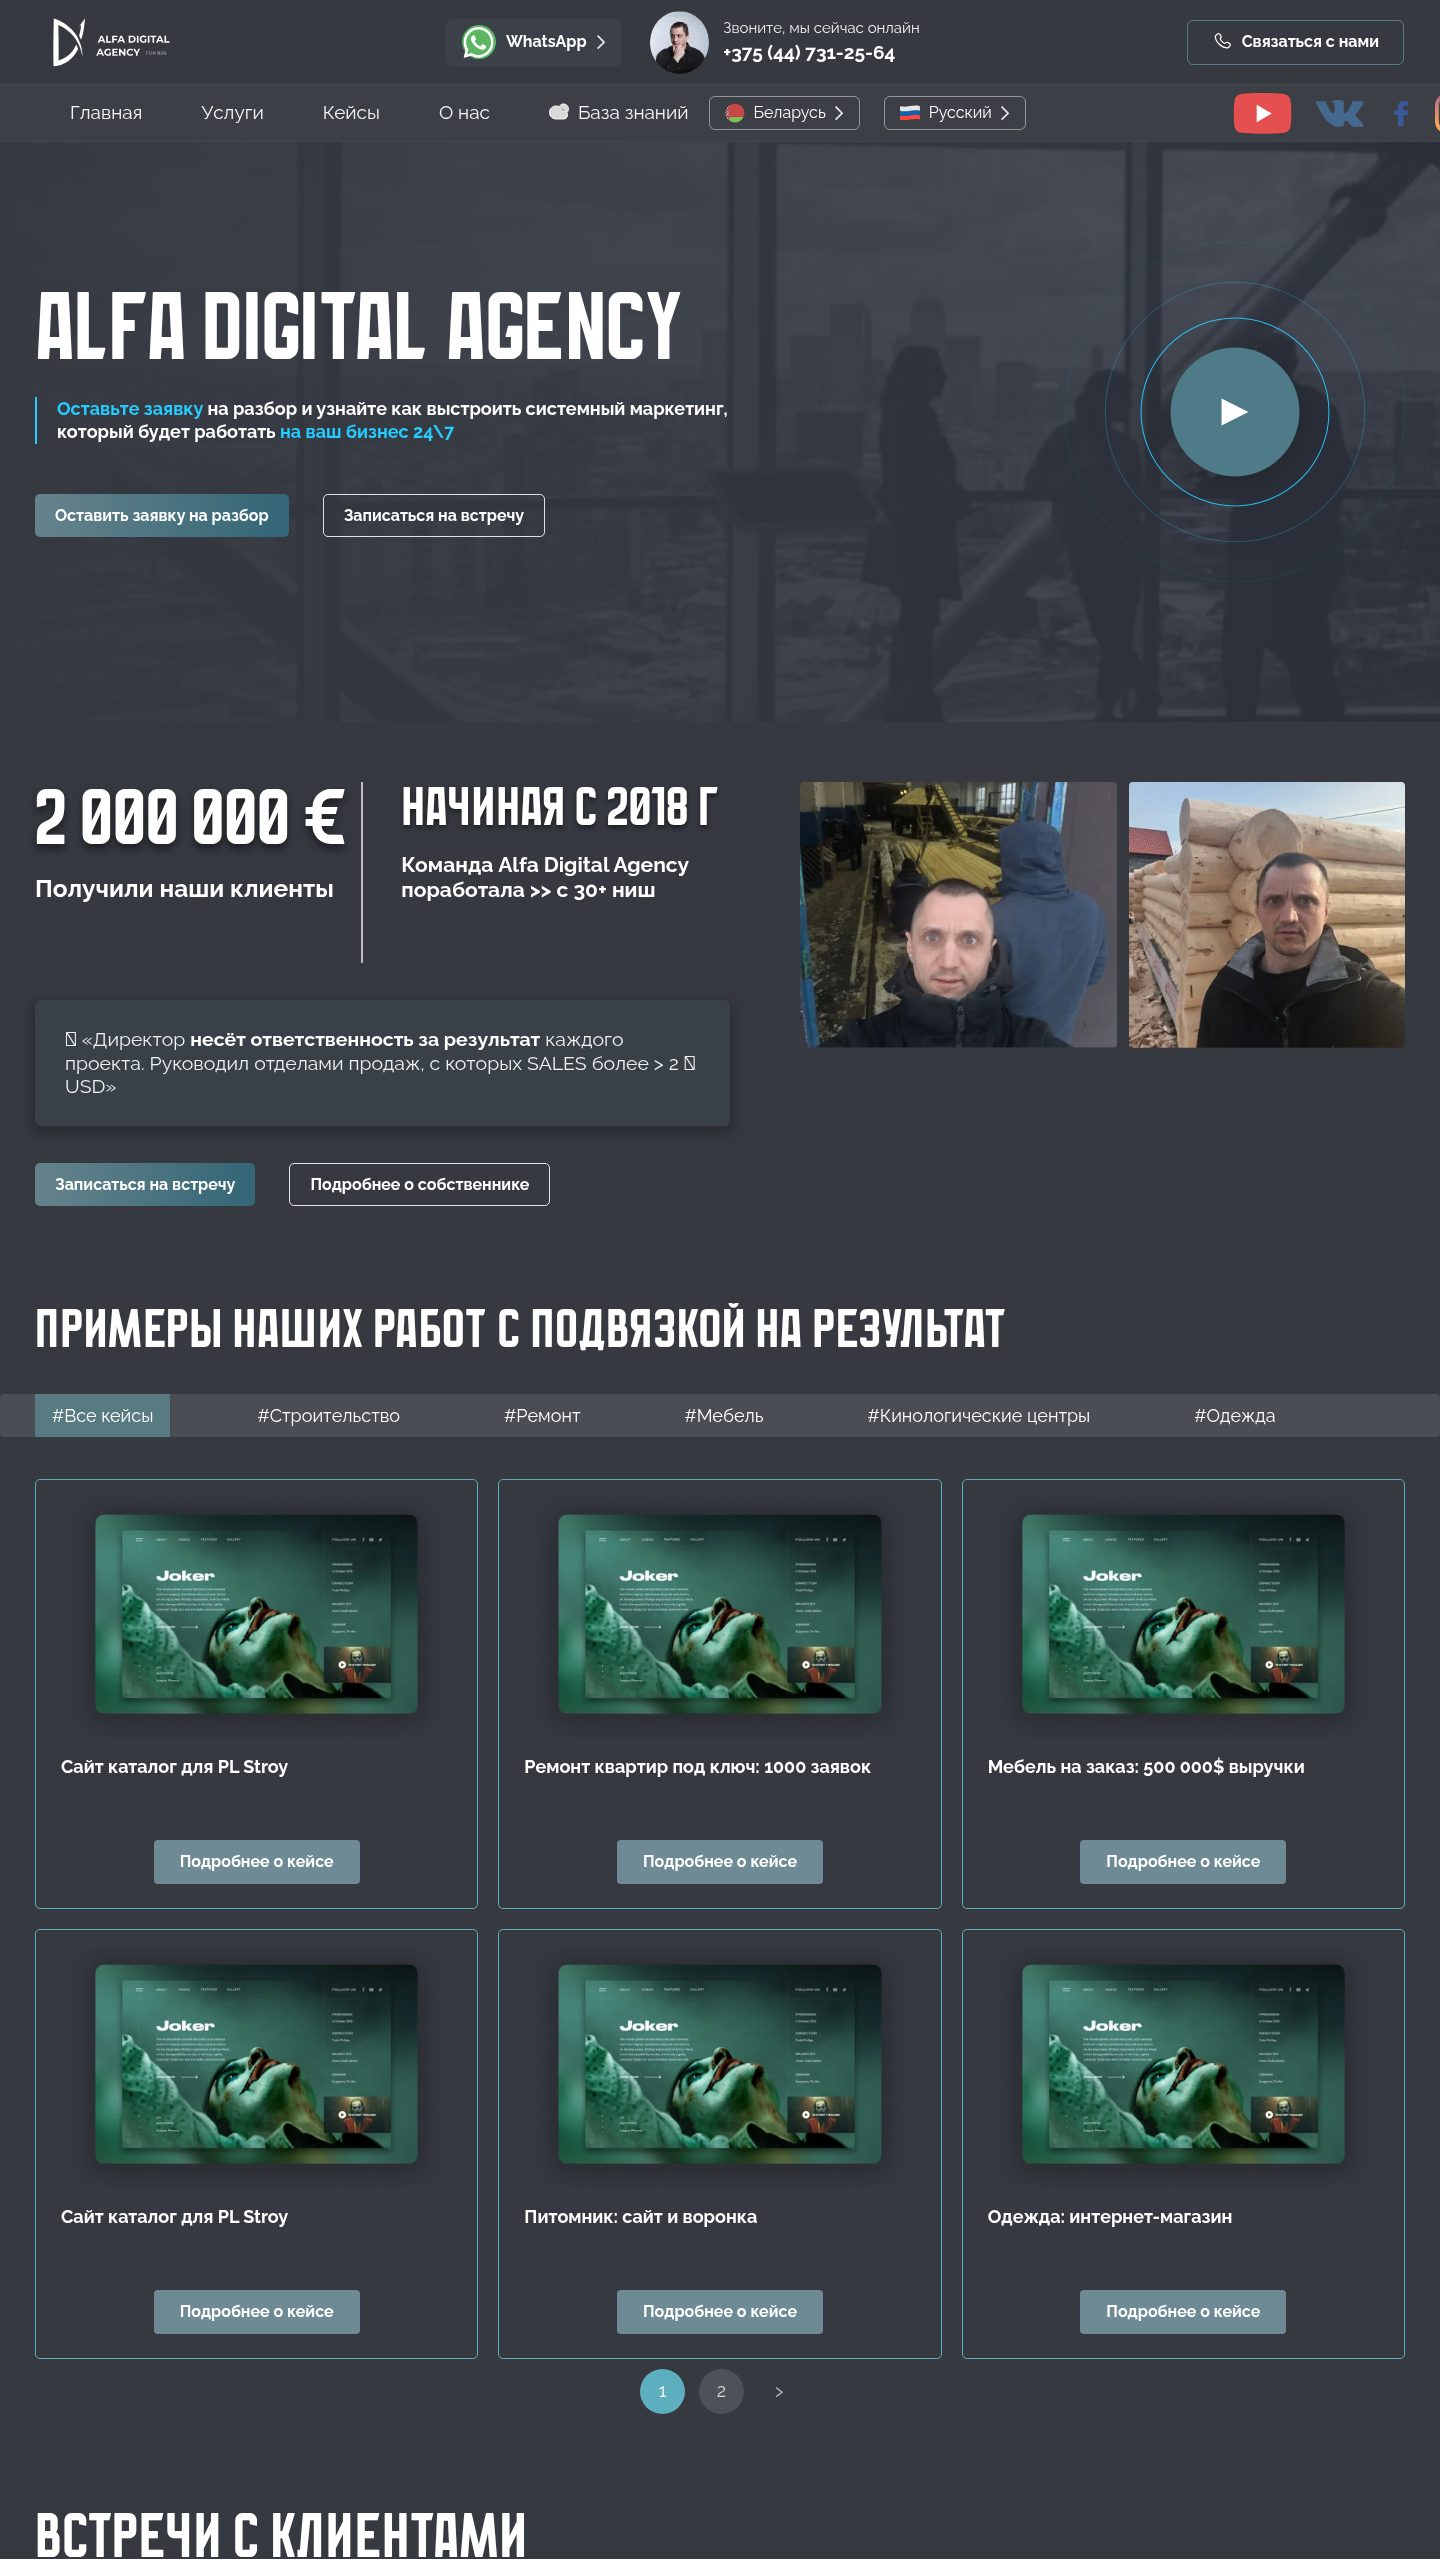 ALFA DIGITAL
AGENCY FOR B2B
WhatsApp
Звоните, мы сейчас онлайн
+375 (44) 731-25-64
Связаться с нами
Главная
Услуги
Кейсы
О нас
База знаний
Беларусь
Русский
ALFA DIGITAL AGENCY
Оставьте заявку на разбор и узнайте как выстроить системный маркетинг,
который будет работать на ваш бизнес 24\7
Оставить заявку на разбор
Записаться на встречу
2 000 000 €
Получили наши клиенты
НАЧИНАЯ С 2018 Г
Команда Alfa Digital Agency
поработала >> с 30+ ниш
«Директор несёт ответственность за результат каждого
проекта. Руководил отделами продаж, с которых SALES более > 2
USD»
Записаться на встречу
Подробнее о собственнике
ПРИМЕРЫ НАШИХ РАБОТ С ПОДВЯЗКОЙ НА РЕЗУЛЬТАТ
#Все кейсы
#Строительство
#Ремонт
#Мебель
#Кинологические центры
#Одежда
Joker
Joker
Joker
Сайт каталог для PL Stroy
Ремонт квартир под ключ: 1000 заявок
Мебель на заказ: 500 000$ выручки
Подробнее о кейсе
Подробнее о кейсе
Подробнее о кейсе
Joker
Joker
Joker
Сайт каталог для PL Stroy
Питомник: сайт и воронка
Одежда: интернет-магазин
Подробнее о кейсе
Подробнее о кейсе
Подробнее о кейсе
1
2
>
ВСТРЕЧИ С КЛИЕНТАМИ